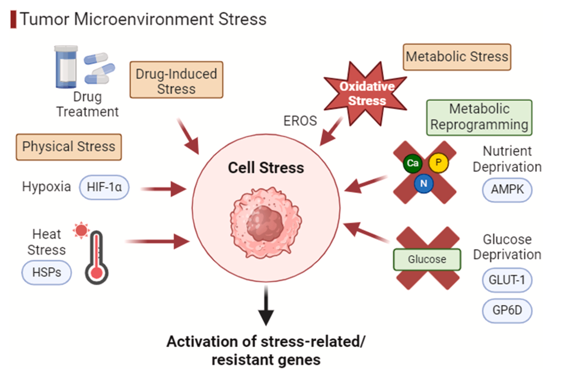 Tumor Microenvironment Stress
Drug
Treatment
Drug-Induced
Stress
Oxidative
Stress
Metabolic Stress
EROS
Metabolic
Reprogramming
Physical Stress
Hypoxia
HIF-1α
Cell Stress
Ca
P
N
Nutrient
Deprivation
AMPK
Heat
Stress
HSPs
Glucose
Glucose
Deprivation
GLUT-1
GP6D
Activation of stress-related/
resistant genes